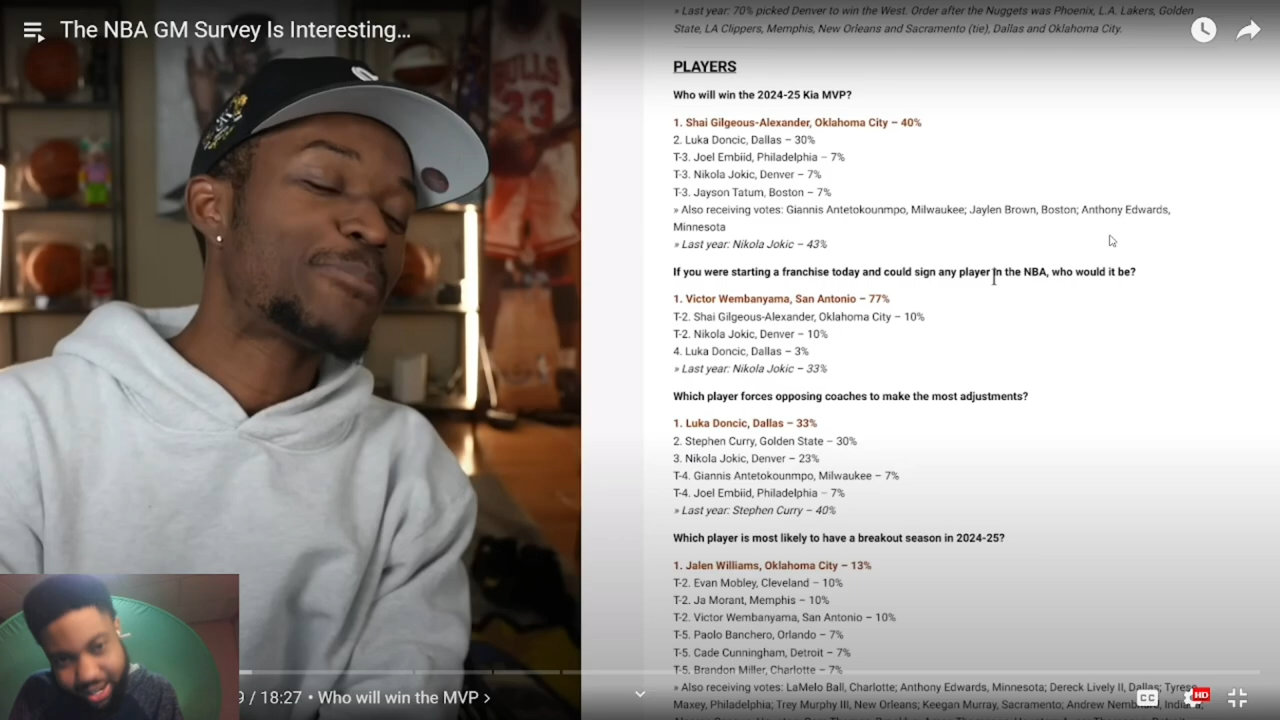 The NBA GM Survey Is Interesting...
» Last year: 70% picked Denver to win the West. Order after the Nuggets was Phoenix, L.A. Lakers, Golden
State, LA Clippers, Memphis, New Orleans and Sacramento (tie), Dallas and Oklahoma City.
PLAYERS
Who will win the 2024-25 Kia MVP?
1. Shai Gilgeous-Alexander, Oklahoma City – 40%
2. Luka Doncic, Dallas – 30%
T-3. Joel Embiid, Philadelphia – 7%
T-3. Nikola Jokic, Denver – 7%
T-3. Jayson Tatum, Boston – 7%
» Also receiving votes: Giannis Antetokounmpo, Milwaukee; Jaylen Brown, Boston; Anthony Edwards,
Minnesota
» Last year: Nikola Jokic – 43%
If you were starting a franchise today and could sign any player in the NBA, who would it be?
1. Victor Wembanyama, San Antonio – 77%
T-2. Shai Gilgeous-Alexander, Oklahoma City – 10%
T-2. Nikola Jokic, Denver – 10%
4. Luka Doncic, Dallas – 3%
» Last year: Nikola Jokic – 33%
Which player forces opposing coaches to make the most adjustments?
1. Luka Doncic, Dallas – 33%
2. Stephen Curry, Golden State – 30%
3. Nikola Jokic, Denver – 23%
T-4. Giannis Antetokounmpo, Milwaukee – 7%
T-4. Joel Embiid, Philadelphia – 7%
» Last year: Stephen Curry – 40%
Which player is most likely to have a breakout season in 2024-25?
1. Jalen Williams, Oklahoma City – 13%
T-2. Evan Mobley, Cleveland – 10%
T-2. Ja Morant, Memphis – 10%
T-2. Victor Wembanyama, San Antonio – 10%
T-5. Paolo Banchero, Orlando – 7%
T-5. Cade Cunningham, Detroit – 7%
T-5. Brandon Miller, Charlotte – 7%
» Also receiving votes: LaMelo Ball, Charlotte; Anthony Edwards, Minnesota; Dereck Lively II, Dallas; Tyrese
Maxey, Philadelphia; Trey Murphy III, New Orleans; Keegan Murray, Sacramento; Andrew Nembhard, Indiana;
9 / 18:27 • Who will win the MVP >
CC
HD
BULLS
23